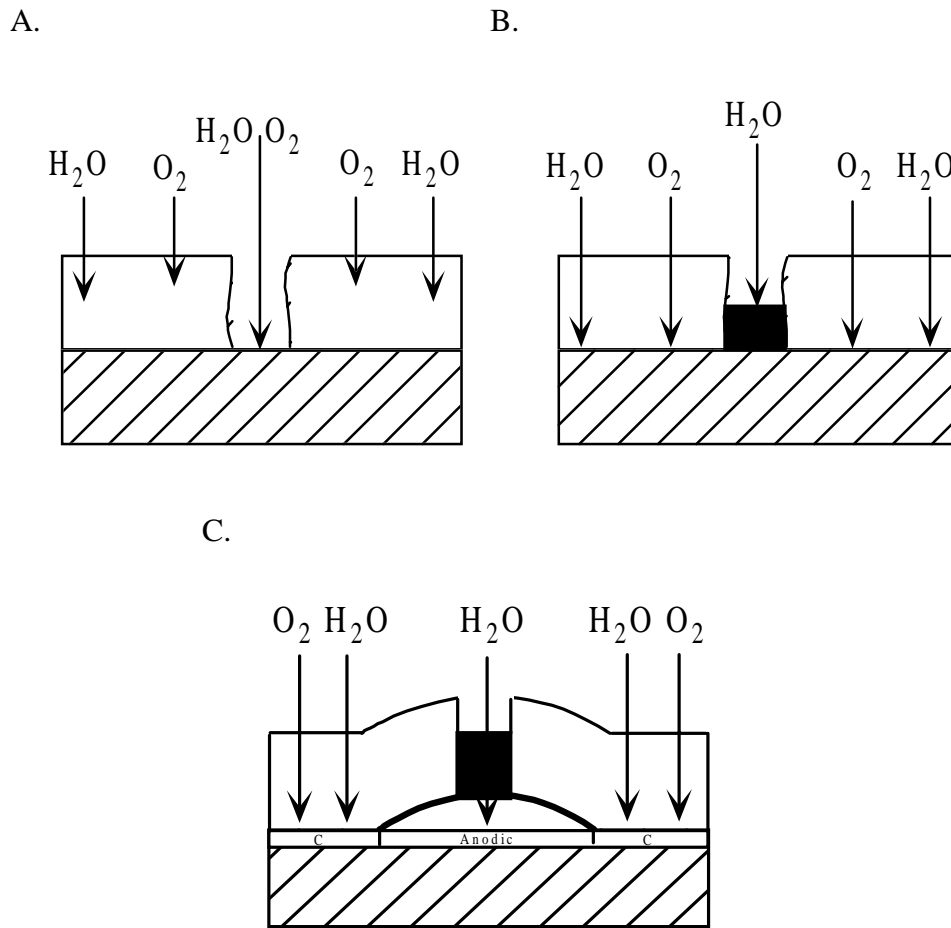 A. B.
H₂O O₂ H₂O O₂ O₂ H₂O
H₂O O₂ H₂O O₂ H₂O
C.
O₂ H₂O H₂O H₂O O₂
C Anodic C